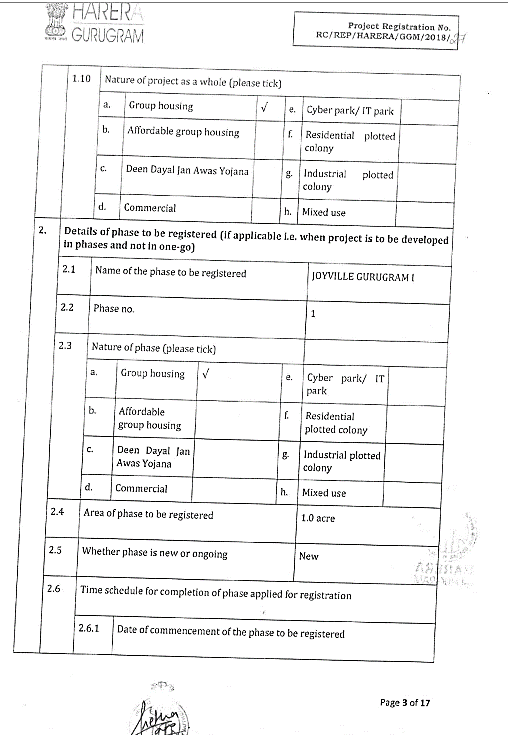 HARERA
GURUGRAM
Project Registration No.
RC/REP/HARERA/GGM/2018/
1.10 Nature of project as a whole (please tick)
a. Group housing √ e. Cyber park/ IT park
b. Affordable group housing f. Residential plotted
colony
c. Deen Dayal Jan Awas Yojana g. Industrial plotted
colony
d. Commercial h. Mixed use
2. Details of phase to be registered (if applicable i.e. when project is to be developed
in phases and not in one-go)
2.1 Name of the phase to be registered JOYVILLE GURUGRAM I
2.2 Phase no. 1
2.3 Nature of phase (please tick)
a. Group housing √ e. Cyber park/ IT
park
b. Affordable
group housing f. Residential
plotted colony
c. Deen Dayal Jan
Awas Yojana g. Industrial plotted
colony
d. Commercial h. Mixed use
2.4 Area of phase to be registered 1.0 acre
2.5 Whether phase is new or ongoing New
2.6 Time schedule for completion of phase applied for registration
2.6.1 Date of commencement of the phase to be registered
Page 3 of 17